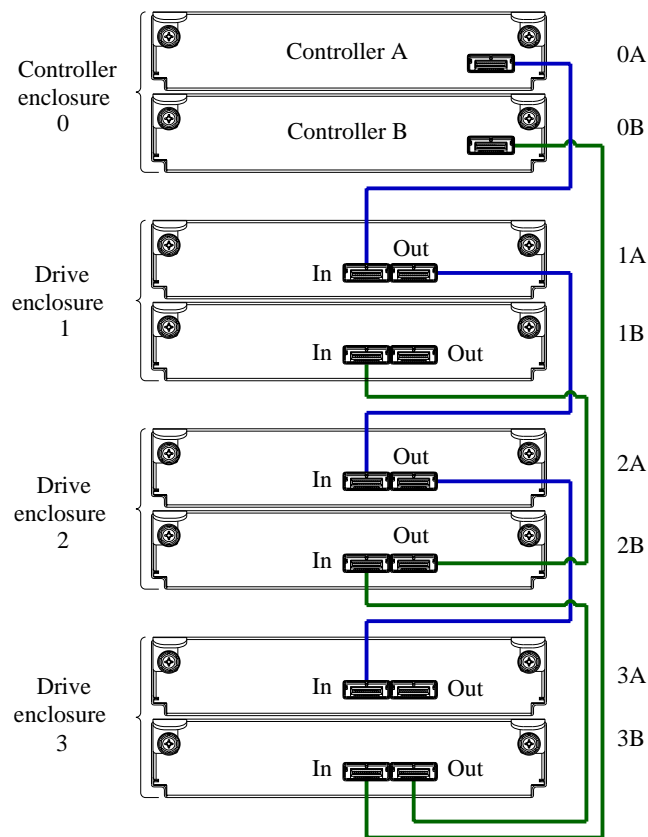 Controller A
0A
Controller
enclosure
0
Controller B
0B
Out
1A
In
Drive
enclosure
1
1B
In
Out
Out
2A
In
Drive
enclosure
2
Out
2B
In
3A
In
Out
Drive
enclosure
3
3B
In
Out